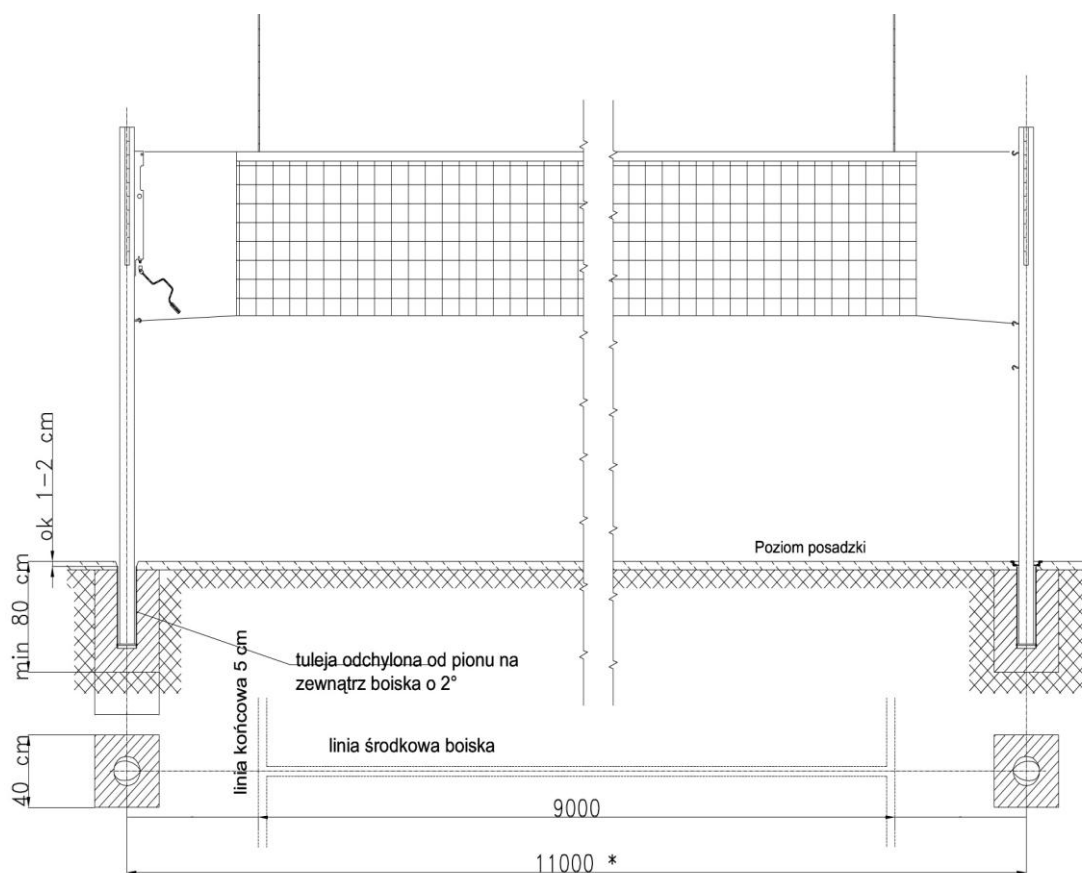 ok 1-2 cm
Poziom posadzki
min 80 cm
tuleja odchylona od pionu na
zewnątrz boiska o 2°
linia końcowa 5 cm
linia środkowa boiska
40 cm
9000
11000 *